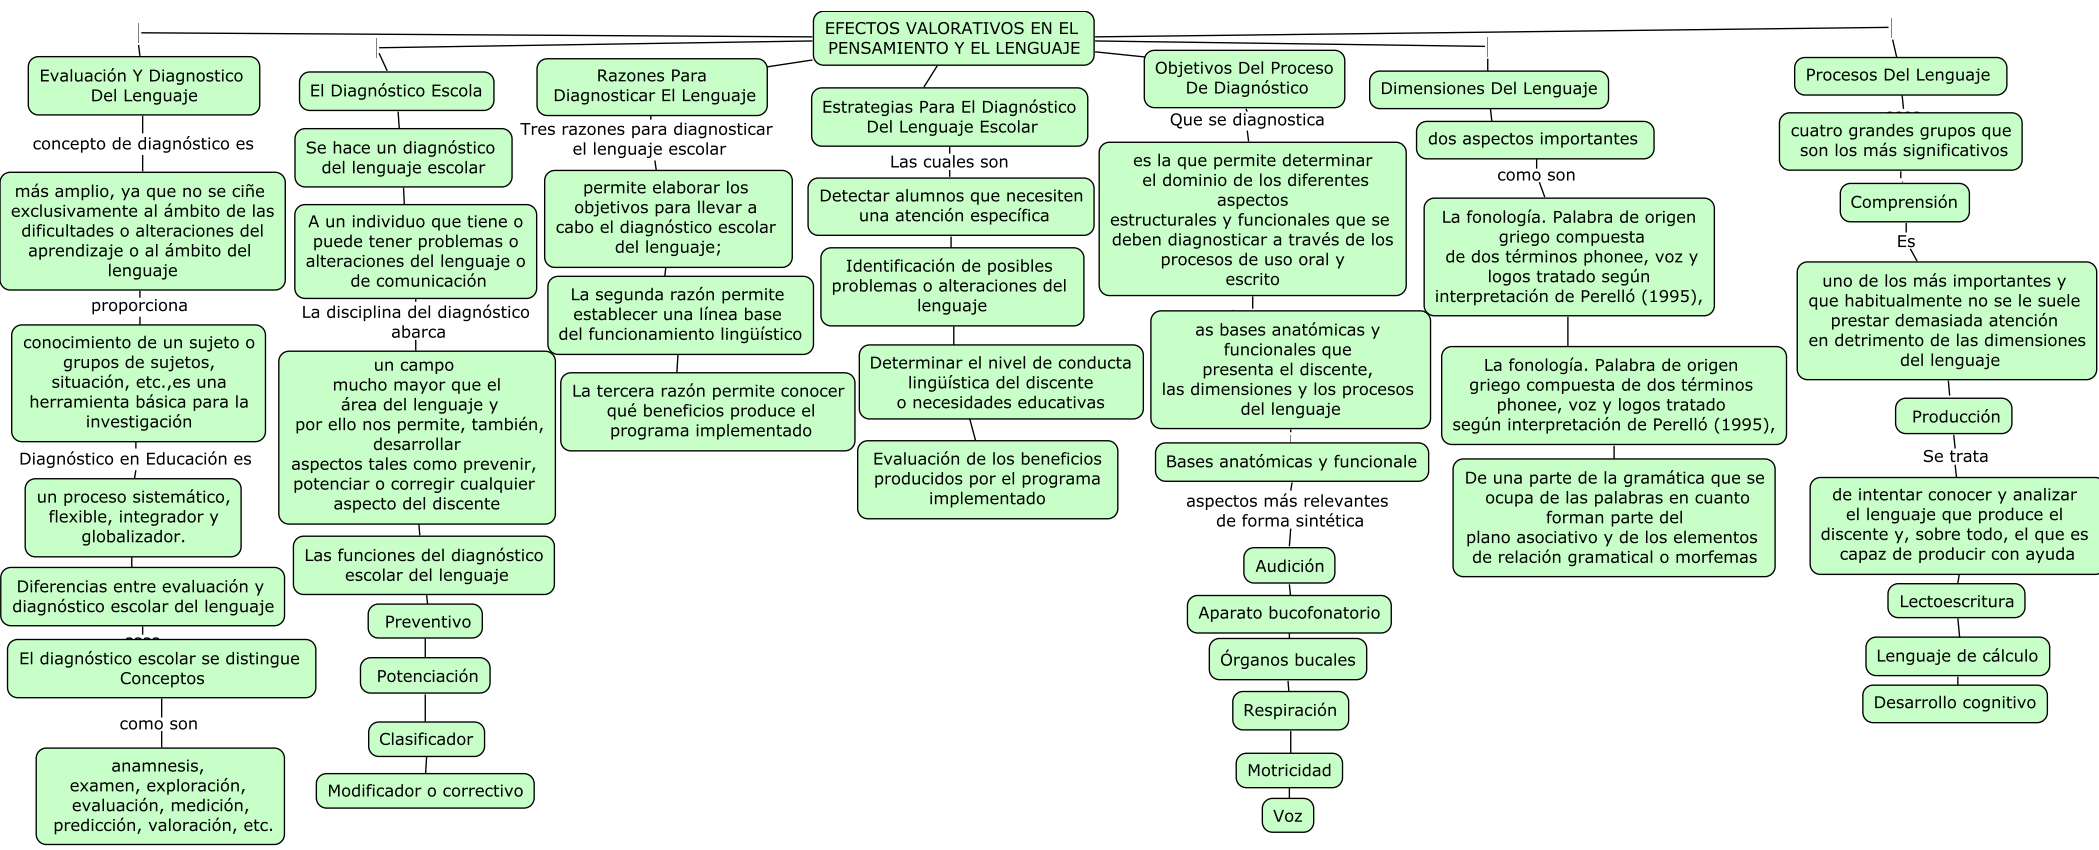 EFECTOS VALORATIVOS EN EL
PENSAMIENTO Y EL LENGUAJE
Evaluación Y Diagnostico
Del Lenguaje
concepto de diagnóstico es
más amplio, ya que no se ciñe
exclusivamente al ámbito de las
dificultades o alteraciones del
aprendizaje o al ámbito del
lenguaje
proporciona
conocimiento de un sujeto o
grupos de sujetos,
situación, etc.,es una
herramienta básica para la
investigación
Diagnóstico en Educación es
un proceso sistemático,
flexible, integrador y
globalizador.
Diferencias entre evaluación y
diagnóstico escolar del lenguaje
El diagnóstico escolar se distingue
Conceptos
como son
anamnesis,
examen, exploración,
evaluación, medición,
predicción, valoración, etc.
El Diagnóstico Escola
Se hace un diagnóstico
del lenguaje escolar
A un individuo que tiene o
puede tener problemas o
alteraciones del lenguaje o
de comunicación
La disciplina del diagnóstico
abarca
un campo
mucho mayor que el
área del lenguaje y
por ello nos permite, también,
desarrollar
aspectos tales como prevenir,
potenciar o corregir cualquier
aspecto del discente
Las funciones del diagnóstico
escolar del lenguaje
Preventivo
Potenciación
Clasificador
Modificador o correctivo
Razones Para
Diagnosticar El Lenguaje
Tres razones para diagnosticar
el lenguaje escolar
permite elaborar los
objetivos para llevar a
cabo el diagnóstico escolar
del lenguaje;
La segunda razón permite
establecer una línea base
del funcionamiento lingüístico
La tercera razón permite conocer
qué beneficios produce el
programa implementado
Estrategias Para El Diagnóstico
Del Lenguaje Escolar
Las cuales son
Detectar alumnos que necesiten
una atención específica
Identificación de posibles
problemas o alteraciones del
lenguaje
Determinar el nivel de conducta
lingüística del discente
o necesidades educativas
Evaluación de los beneficios
producidos por el programa
implementado
Objetivos Del Proceso
De Diagnóstico
Que se diagnostica
es la que permite determinar
el dominio de los diferentes
aspectos
estructurales y funcionales que se
deben diagnosticar a través de los
procesos de uso oral y
escrito
as bases anatómicas y
funcionales que
presenta el discente,
las dimensiones y los procesos
del lenguaje
Bases anatómicas y funcionale
aspectos más relevantes
de forma sintética
Audición
Aparato bucofonatorio
Órganos bucales
Respiración
Motricidad
Voz
Dimensiones Del Lenguaje
dos aspectos importantes
como son
La fonología. Palabra de origen
griego compuesta
de dos términos phonee, voz y
logos tratado según
interpretación de Perelló (1995),
La fonología. Palabra de origen
griego compuesta de dos términos
phonee, voz y logos tratado
según interpretación de Perelló (1995),
De una parte de la gramática que se
ocupa de las palabras en cuanto
forman parte del
plano asociativo y de los elementos
de relación gramatical o morfemas
Procesos Del Lenguaje
cuatro grandes grupos que
son los más significativos
Comprensión
Es
uno de los más importantes y
que habitualmente no se le suele
prestar demasiada atención
en detrimento de las dimensiones
del lenguaje
Producción
Se trata
de intentar conocer y analizar
el lenguaje que produce el
discente y, sobre todo, el que es
capaz de producir con ayuda
Lectoescritura
Lenguaje de cálculo
Desarrollo cognitivo